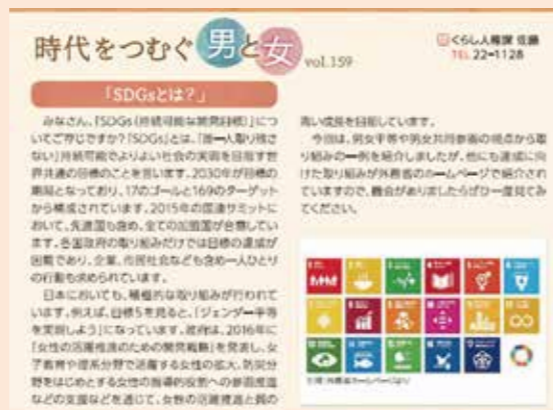 時代をつむぐ男と女 vol.159
くらし人権課 佐藤
TEL 22-1128
「SDGsとは?」
みなさん、「SDGs(持続可能な開発目標)」につ
いてご存じですか?「SDGs」とは、「誰一人取り残さ
ない」持続可能でよりよい社会の実現を目指す世
界共通の目標のことを言います。2030年が目標の
期限となっており、17のゴールと169のターゲット
から構成されています。2015年の国連サミットに
おいて、先進国も含め、全ての加盟国が合意してい
ます。各国政府の取り組みだけでは目標の達成が
困難であり、企業、市民社会なども含め一人ひとり
の行動も求められています。
日本においても、積極的な取り組みが行われて
います。例えば、目標5を見ると、「ジェンダー平等
を実現しよう」になっています。政府は、2016年に
「女性の活躍推進のための開発戦略」を発表し、女
子教育や理系分野で活躍する女性の拡大、防災分
野をはじめとする女性の指導的役割への参画推進
などの支援などを通じて、女性の活躍推進と質の
高い成長を目指しています。
今回は、男女平等や男女共同参画の視点から取
り組みの一例を紹介しましたが、他にも達成に向
けた取り組みが外務省のホームページで紹介され
ていますので、機会がありましたらぜひ一度見てみ
てください。
引用:外務省ホームページより